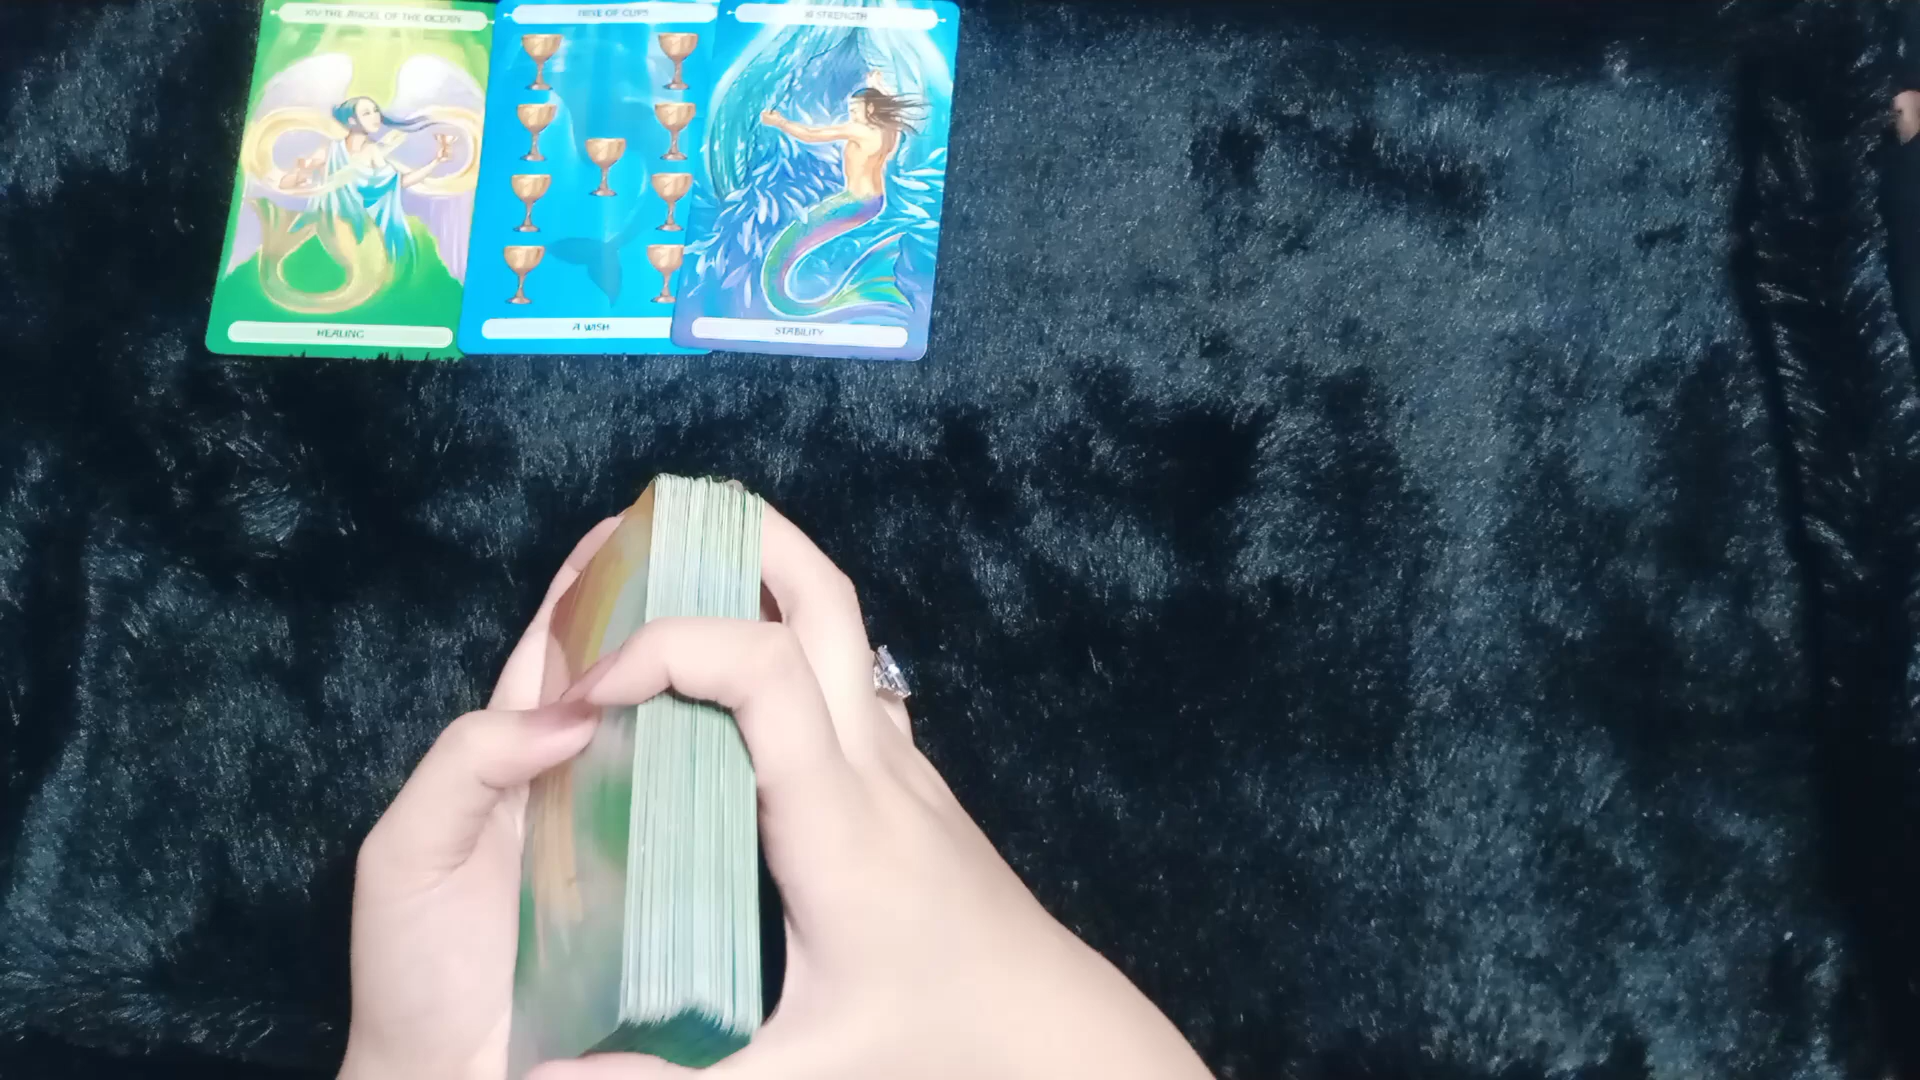 XIV THE ANGEL OF THE OCEAN
HEALING
NINE OF CUPS
A WISH
XI STRENGTH
STABILITY